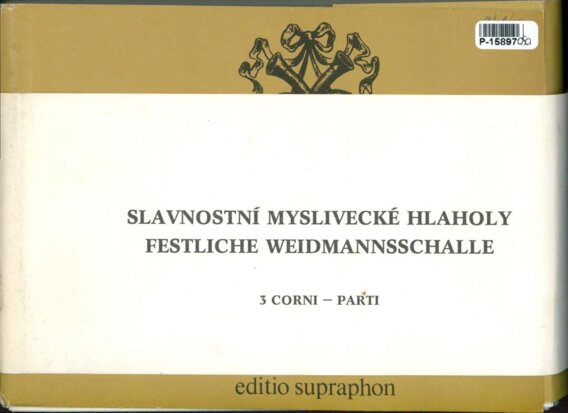 P-15897
SLAVNOSTNÍ MYSLIVECKÉ HLAHOLY
FESTLICHE WEIDMANNSSCHALLE
3 CORNI – PARTI
editio supraphon